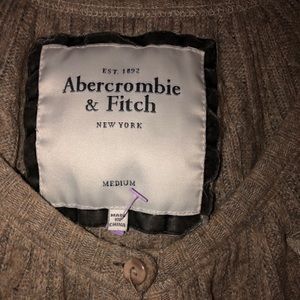 EST. 1892
Abercrombie
& Fitch
NEW YORK
MEDIUM
MADE
IN
CHINA